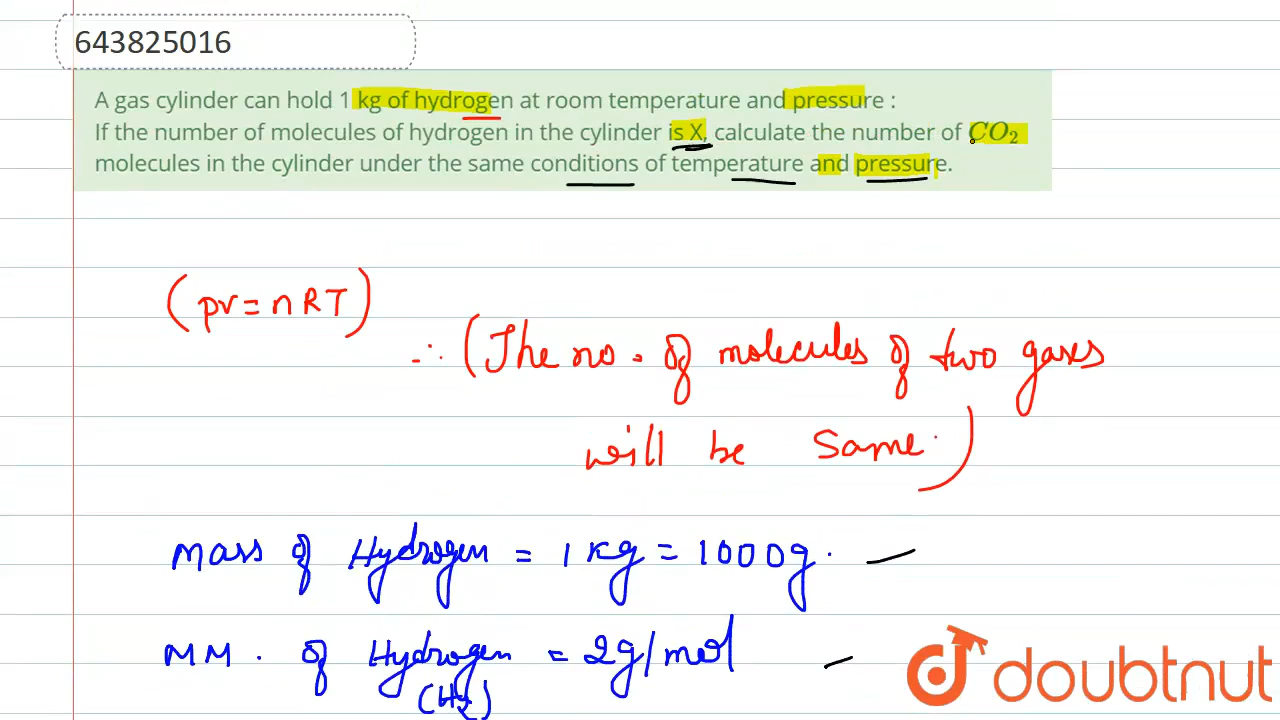 643825016
A gas cylinder can hold 1 kg of hydrogen at room temperature and pressure :
If the number of molecules of hydrogen in the cylinder is X, calculate the number of CO₂
molecules in the cylinder under the same conditions of temperature and pressure.
(pv = nRT)
∴ (The no. of molecules of two gases
will be same.)
Mass of Hydrogen = 1 kg = 1000g.
MM. of Hydrogen = 2g/mol
(H₂)
doubtnut